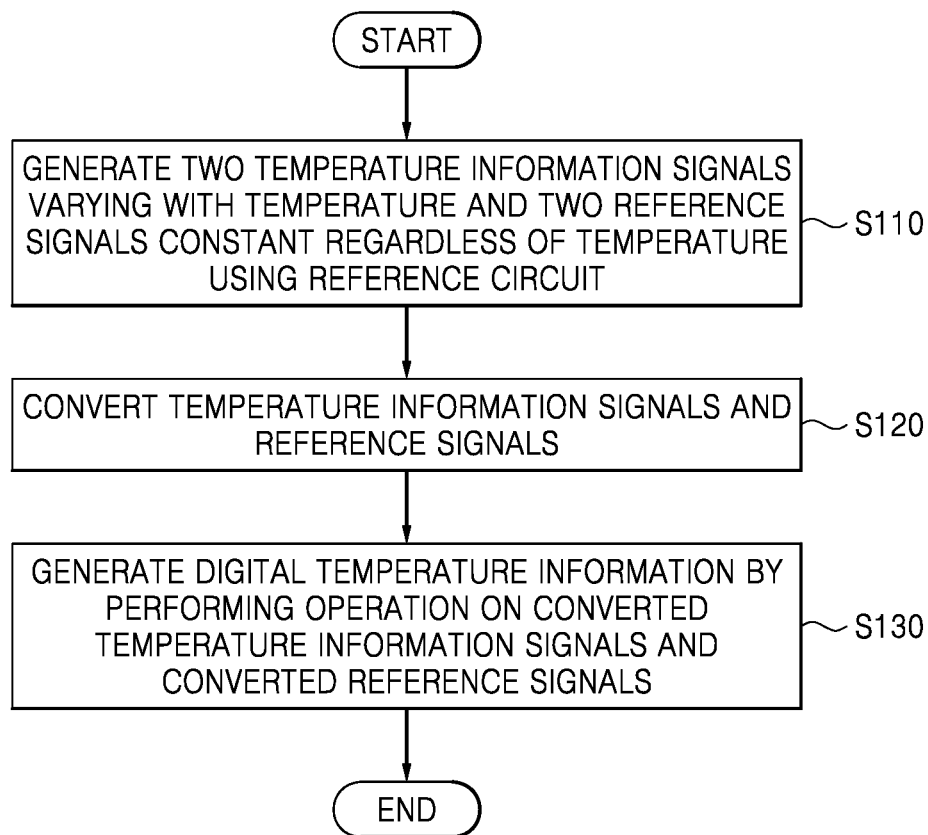 START
GENERATE TWO TEMPERATURE INFORMATION SIGNALS
VARYING WITH TEMPERATURE AND TWO REFERENCE
SIGNALS CONSTANT REGARDLESS OF TEMPERATURE
USING REFERENCE CIRCUIT
S110
CONVERT TEMPERATURE INFORMATION SIGNALS AND
REFERENCE SIGNALS
S120
GENERATE DIGITAL TEMPERATURE INFORMATION BY
PERFORMING OPERATION ON CONVERTED
TEMPERATURE INFORMATION SIGNALS AND
CONVERTED REFERENCE SIGNALS
S130
END